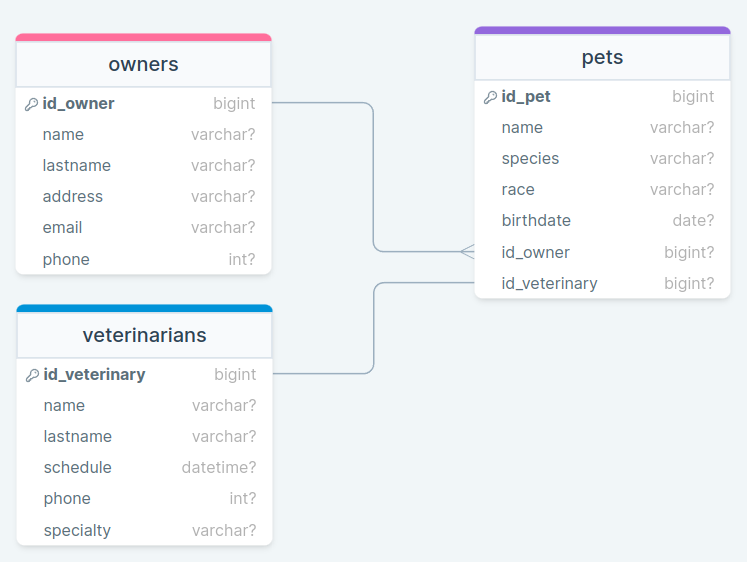 owners
id_owner bigint
name varchar?
lastname varchar?
address varchar?
email varchar?
phone int?
pets
id_pet bigint
name varchar?
species varchar?
race varchar?
birthdate date?
id_owner bigint?
id_veterinary bigint?
veterinarians
id_veterinary bigint
name varchar?
lastname varchar?
schedule datetime?
phone int?
specialty varchar?